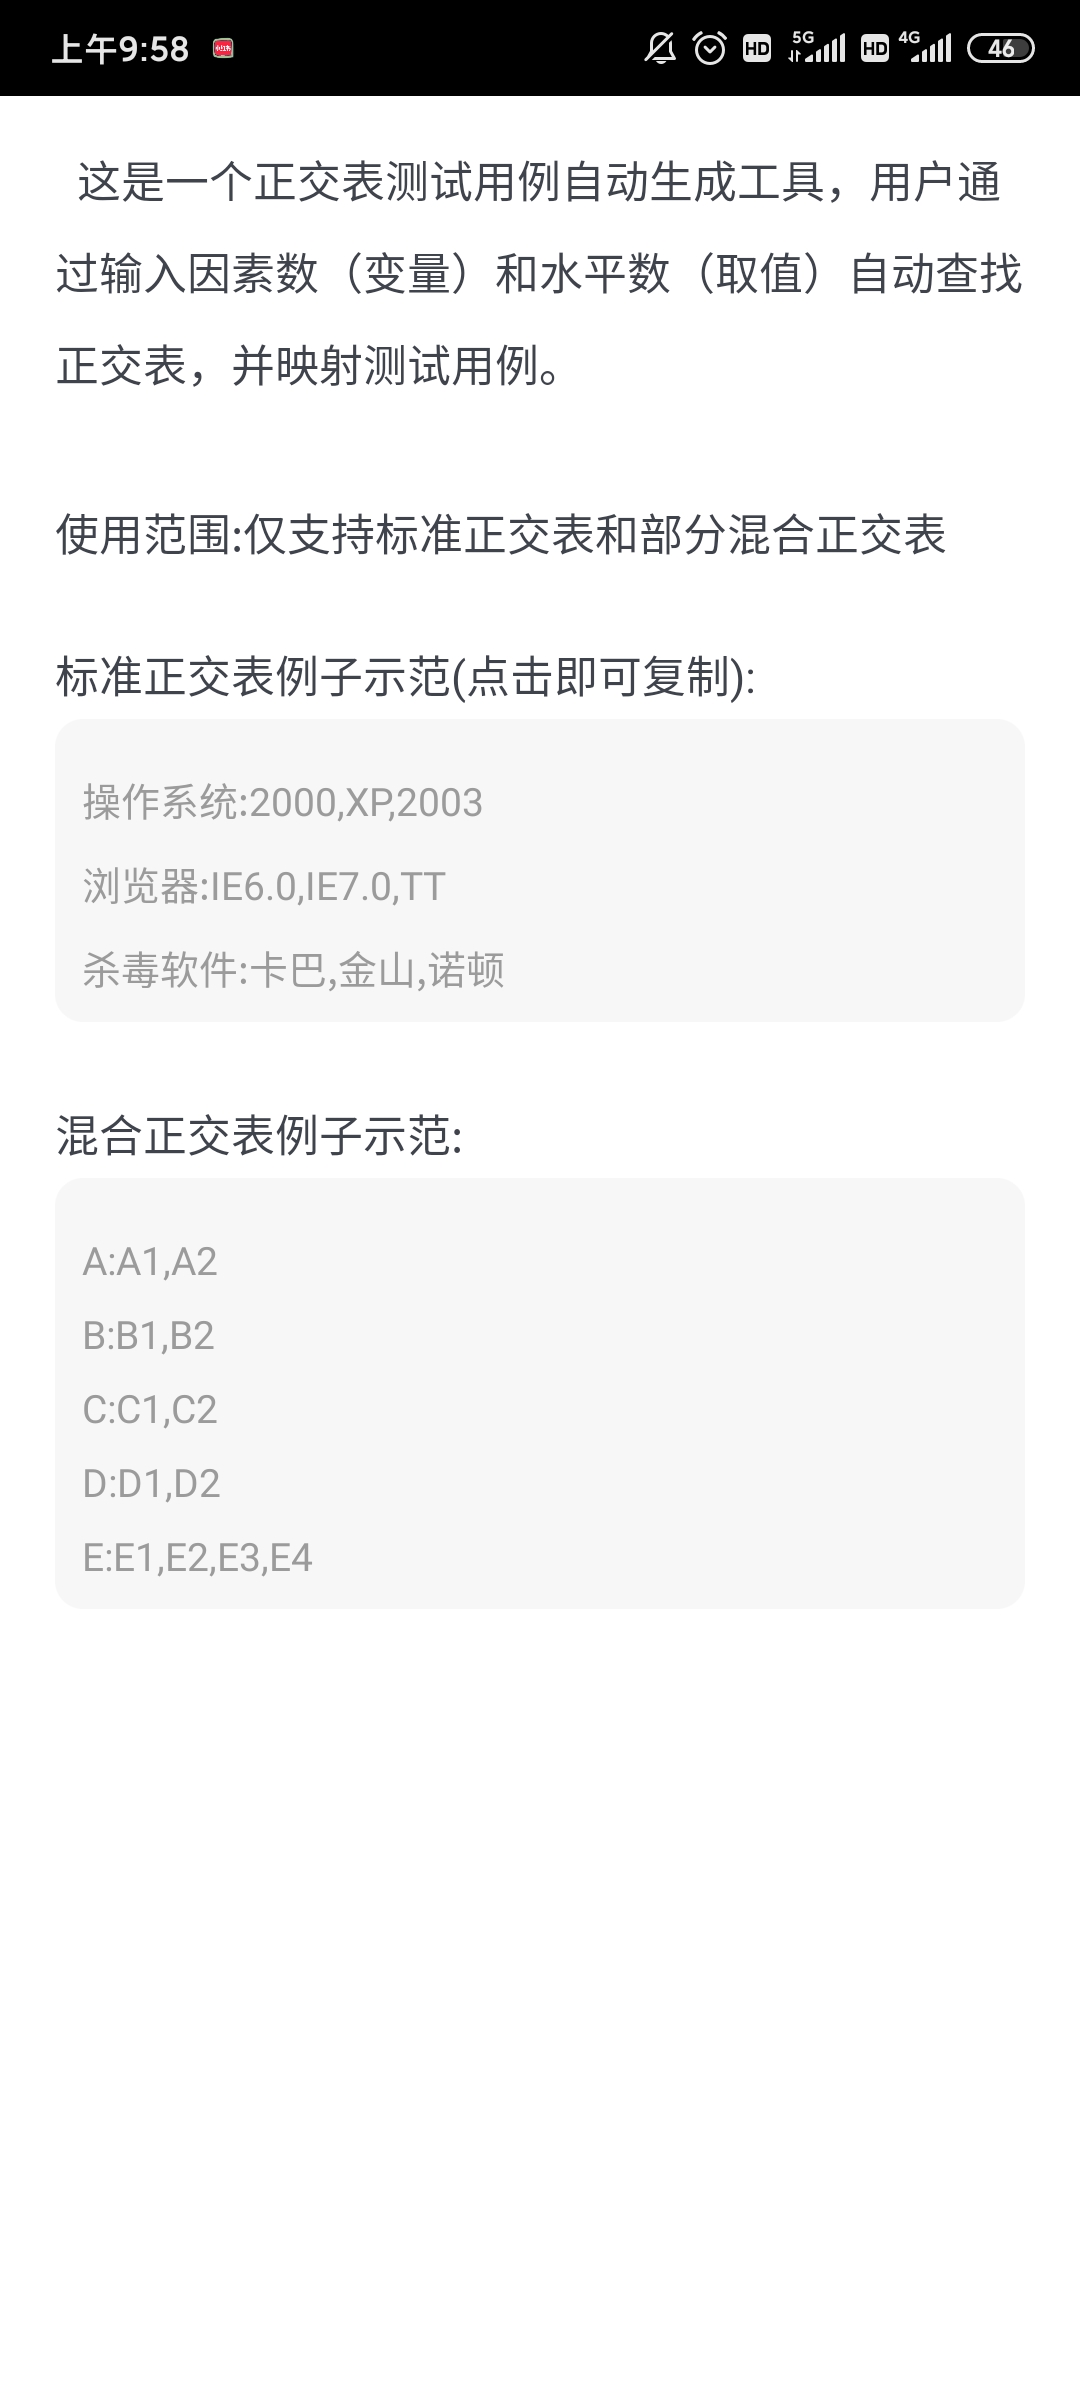 上午9:58
HD 5G HD 4G 46
这是一个正交表测试用例自动生成工具，用户通
过输入因素数（变量）和水平数（取值）自动查找
正交表，并映射测试用例。
使用范围:仅支持标准正交表和部分混合正交表
标准正交表例子示范(点击即可复制):
操作系统:2000,XP,2003
浏览器:IE6.0,IE7.0,TT
杀毒软件:卡巴,金山,诺顿
混合正交表例子示范:
A:A1,A2
B:B1,B2
C:C1,C2
D:D1,D2
E:E1,E2,E3,E4